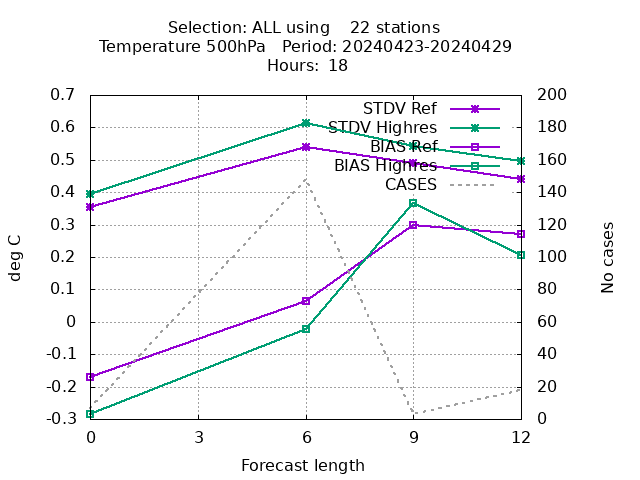 Selection: ALL using    22 stations
Temperature 500hPa   Period: 20240423-20240429
Hours:  18
0.7
0.6
0.5
0.4
0.3
0.2
0.1
0
-0.1
-0.2
-0.3
deg C
STDV Ref
STDV Highres
BIAS Ref
BIAS Highres
CASES
200
180
160
140
120
100
80
60
40
20
0
No cases
0 3 6 9 12
Forecast length